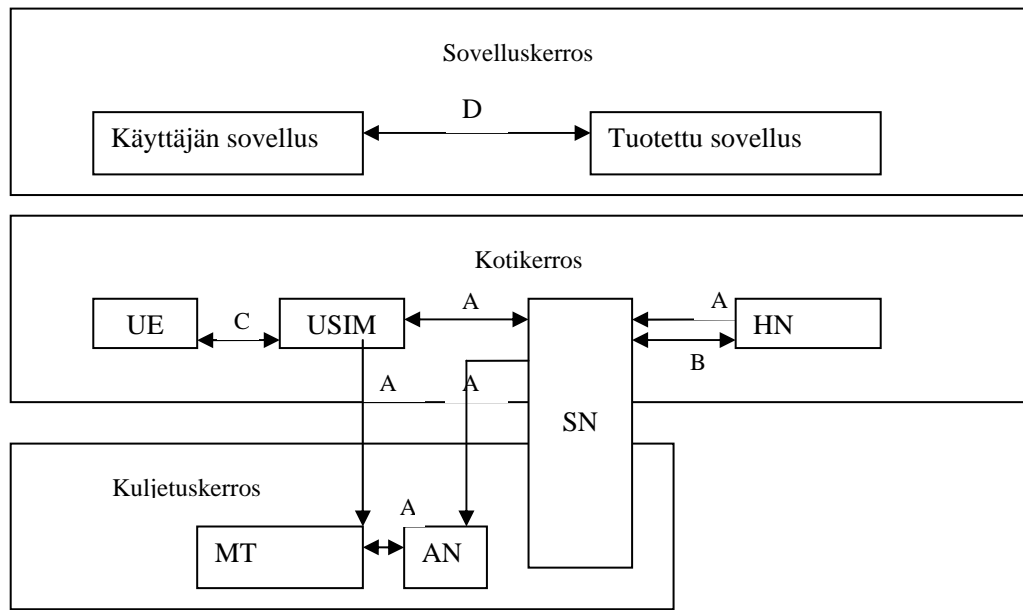 Sovelluskerros
D
Käyttäjän sovellus
Tuotettu sovellus
Kotikerros
A
A
UE
C
USIM
HN
B
A
A
SN
Kuljetuskerros
A
MT
AN